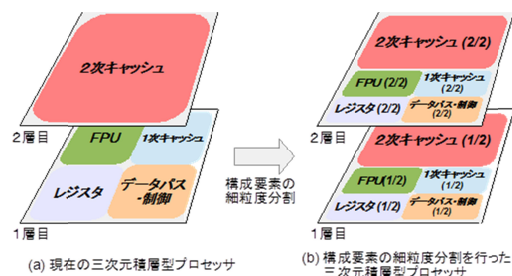 2次キャッシュ
2層目
FPU
1次キャッシュ
レジスタ
データパス
・制御
1層目
(a) 現在の三次元積層型プロセッサ
構成要素の
細粒度分割
2次キャッシュ (2/2)
FPU (2/2)
1次キャッシュ
(2/2)
レジスタ (2/2)
データパス・制御
(2/2)
2層目
2次キャッシュ (1/2)
FPU(1/2)
1次キャッシュ
(1/2)
レジスタ (1/2)
データパス・制御
(1/2)
1層目
(b) 構成要素の細粒度分割を行った
三次元積層型プロセッサ